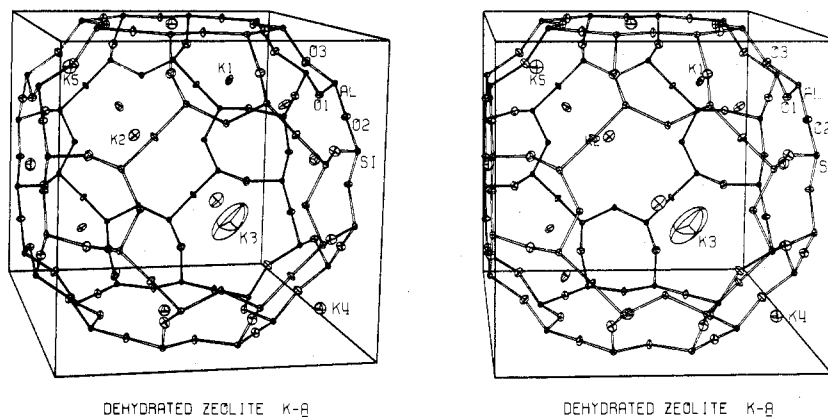 K5
K1
O3
AL
O1
O2
K2
SI
K3
K4
DEHYDRATED ZEOLITE K-A
K5
K1
O3
AL
O1
O2
K2
S
K3
K4
DEHYDRATED ZEOLITE K-A